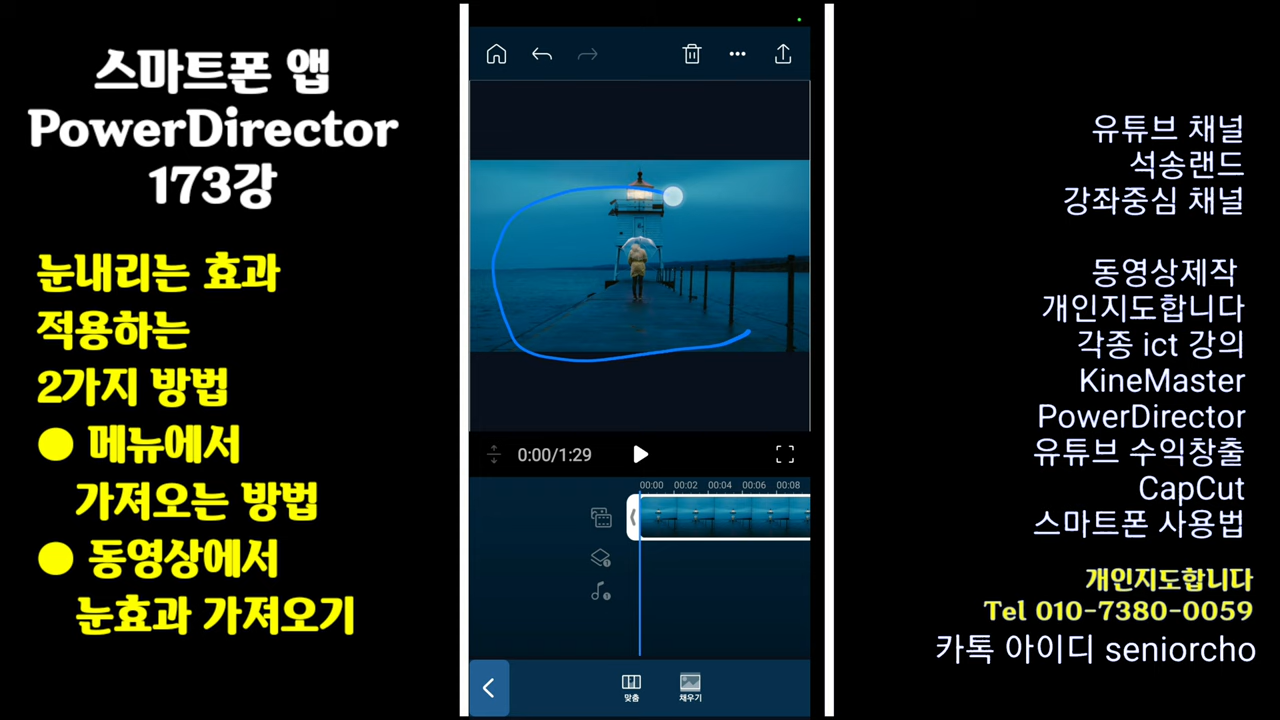 스마트폰 앱
PowerDirector
173강
눈내리는 효과
적용하는
2가지 방법
● 메뉴에서
가져오는 방법
● 동영상에서
눈효과 가져오기
0:00/1:29
00:00 00:02 00:04 00:06 00:08
맞춤 채우기
유튜브 채널
석송랜드
강좌중심 채널
동영상제작
개인지도합니다
각종 ict 강의
KineMaster
PowerDirector
유튜브 수익창출
CapCut
스마트폰 사용법
개인지도합니다
Tel 010-7380-0059
카톡 아이디 seniorcho